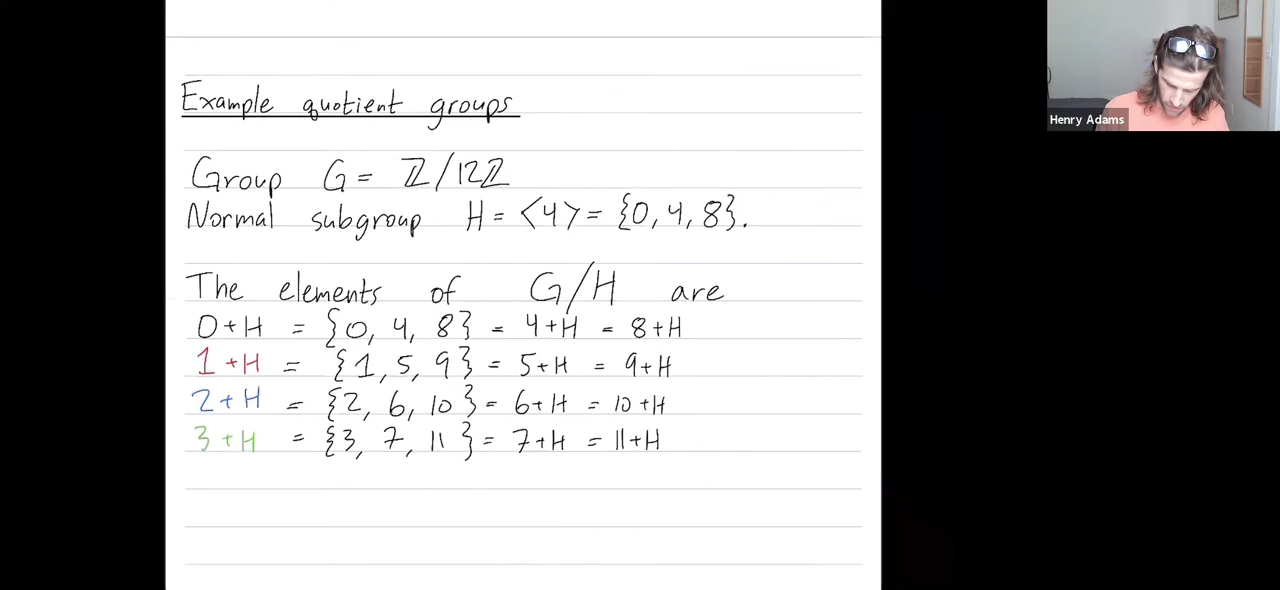 Example quotient groups
Group G = ℤ/12ℤ
Normal subgroup H = <4> = {0, 4, 8}.
The elements of G/H are
0+H = {0, 4, 8} = 4+H = 8+H
1+H = {1, 5, 9} = 5+H = 9+H
2+H = {2, 6, 10} = 6+H = 10+H
3+H = {3, 7, 11} = 7+H = 11+H
Henry Adams